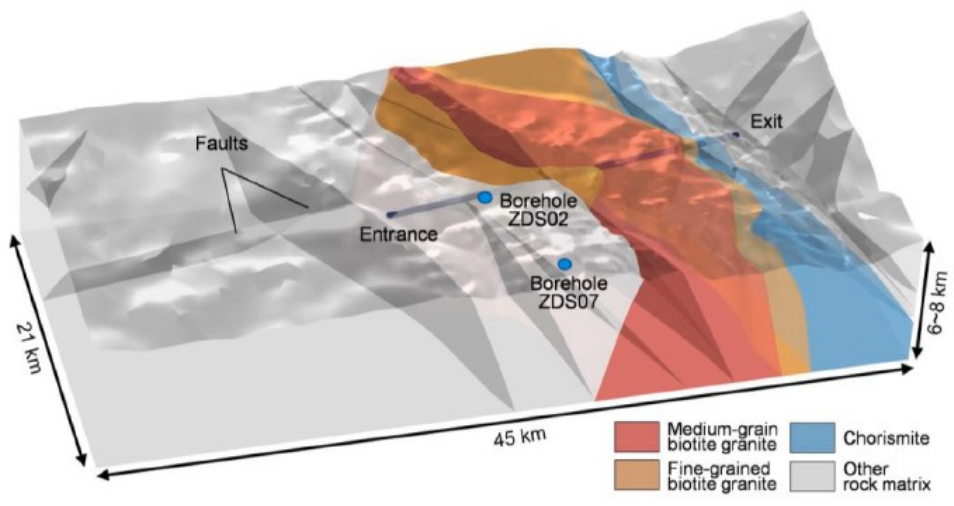 Exit
Faults
Borehole
ZDS02
Entrance
Borehole
ZDS07
21 km
6~8 km
45 km
Medium-grain
biotite granite
Chorismite
Fine-grained
biotite granite
Other
rock matrix